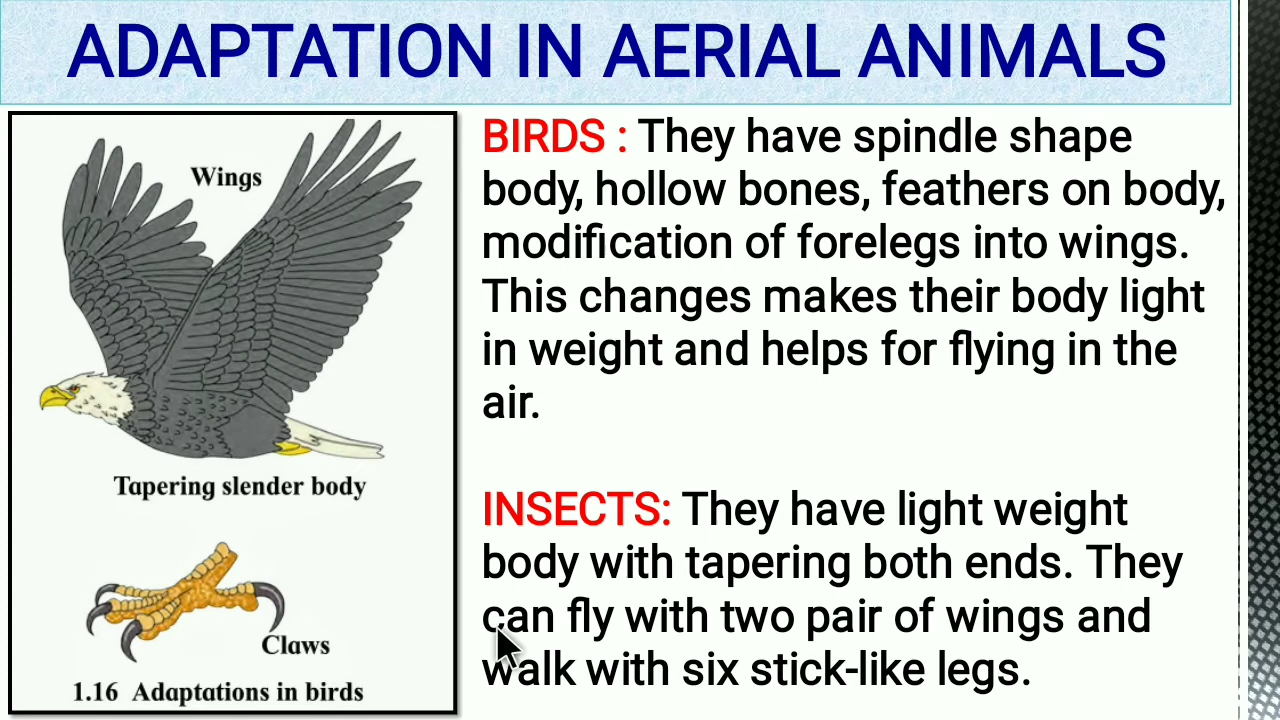 ADAPTATION IN AERIAL ANIMALS
Wings
Tapering slender body
Claws
1.16 Adaptations in birds
BIRDS : They have spindle shape
body, hollow bones, feathers on body,
modification of forelegs into wings.
This changes makes their body light
in weight and helps for flying in the
air.
INSECTS: They have light weight
body with tapering both ends. They
can fly with two pair of wings and
walk with six stick-like legs.